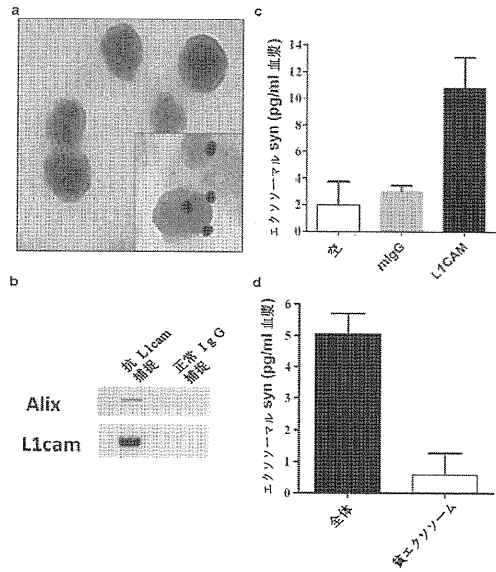 a
b
抗 L1cam
捕捉
正常 IgG
捕捉
Alix
L1cam
c
エクソソーマル syn (pg/ml 血漿)
14
12
10
8
6
4
2
0
空
mIgG
L1CAM
d
エクソソーマル syn (pg/ml 血漿)
6
5
4
3
2
1
0
全体
貧エクソソーム